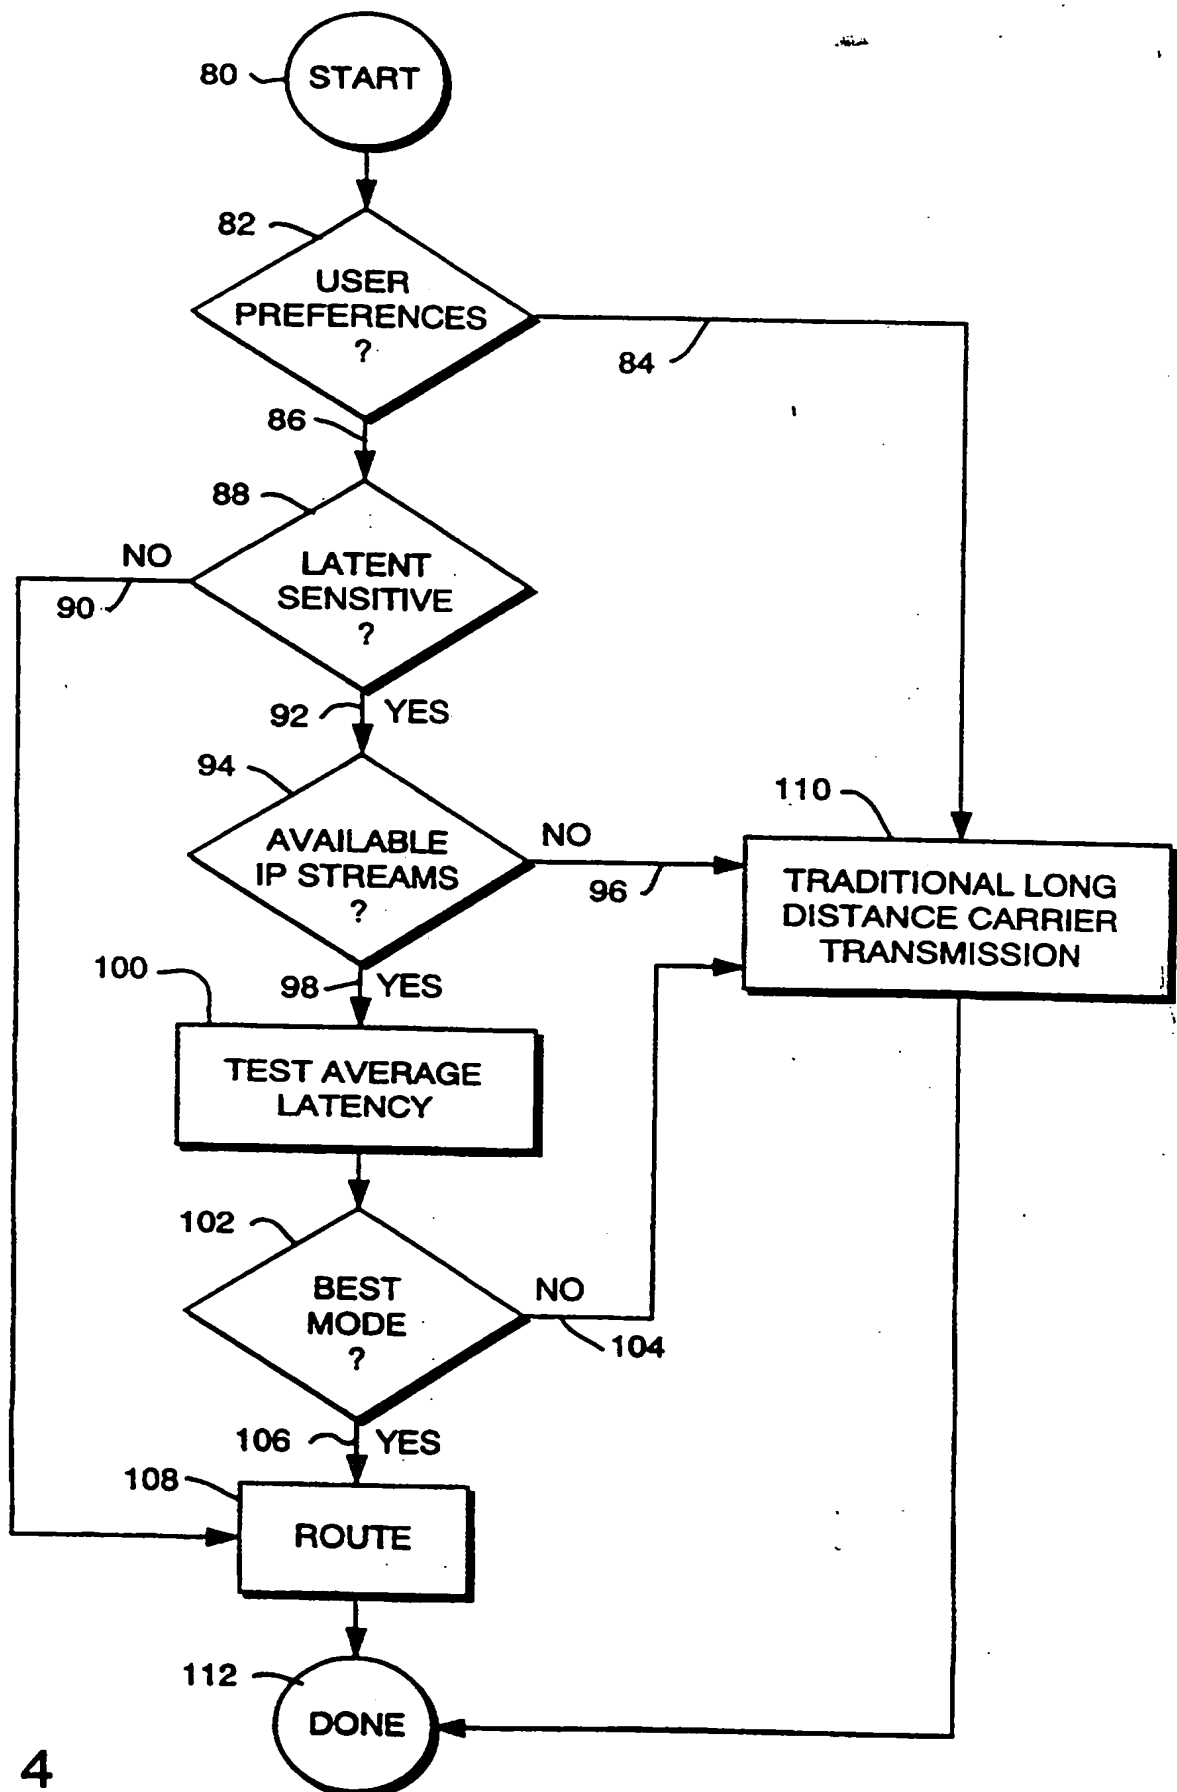 80
START
82
USER
PREFERENCES
?
84
86
88
LATENT
SENSITIVE
?
NO
90
92
YES
94
AVAILABLE
IP STREAMS
?
NO
96
110
TRADITIONAL LONG
DISTANCE CARRIER
TRANSMISSION
98
YES
100
TEST AVERAGE
LATENCY
102
BEST
MODE
?
NO
104
106
YES
108
ROUTE
112
DONE
4